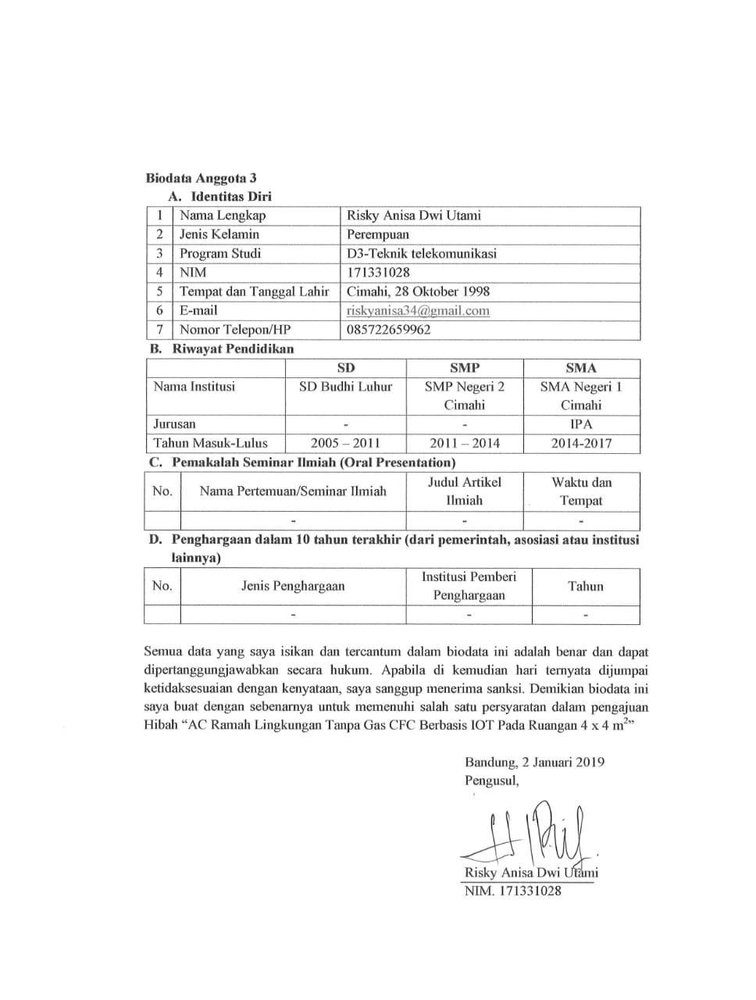 Biodata Anggota 3
A. Identitas Diri
1 Nama Lengkap Risky Anisa Dwi Utami
2 Jenis Kelamin Perempuan
3 Program Studi D3-Teknik telekomunikasi
4 NIM 171331028
5 Tempat dan Tanggal Lahir Cimahi, 28 Oktober 1998
6 E-mail riskyanisa34@gmail.com
7 Nomor Telepon/HP 085722659962
B. Riwayat Pendidikan
SD SMP SMA
Nama Institusi SD Budhi Luhur SMP Negeri 2 SMA Negeri 1
Cimahi Cimahi
Jurusan - - IPA
Tahun Masuk-Lulus 2005 – 2011 2011 – 2014 2014-2017
C. Pemakalah Seminar Ilmiah (Oral Presentation)
No. Nama Pertemuan/Seminar Ilmiah Judul Artikel Ilmiah Waktu dan Tempat
- - -
D. Penghargaan dalam 10 tahun terakhir (dari pemerintah, asosiasi atau institusi
lainnya)
No. Jenis Penghargaan Institusi Pemberi Penghargaan Tahun
- - -
Semua data yang saya isikan dan tercantum dalam biodata ini adalah benar dan dapat
dipertanggungjawabkan secara hukum. Apabila di kemudian hari ternyata dijumpai
ketidaksesuaian dengan kenyataan, saya sanggup menerima sanksi. Demikian biodata ini
saya buat dengan sebenarnya untuk memenuhi salah satu persyaratan dalam pengajuan
Hibah “AC Ramah Lingkungan Tanpa Gas CFC Berbasis IOT Pada Ruangan 4 x 4 m²”
Bandung, 2 Januari 2019
Pengusul,
Risky Anisa Dwi Utami
NIM. 171331028